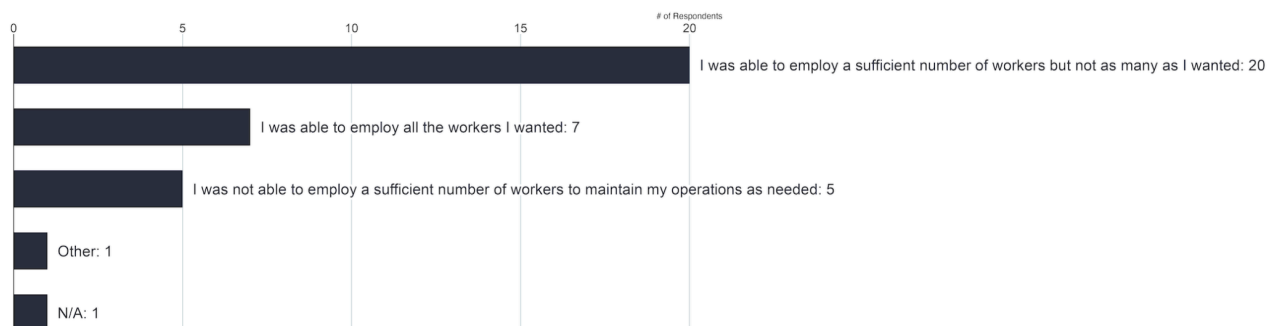 # of Respondents
0 5 10 15 20
I was able to employ a sufficient number of workers but not as many as I wanted: 20
I was able to employ all the workers I wanted: 7
I was not able to employ a sufficient number of workers to maintain my operations as needed: 5
Other: 1
N/A: 1